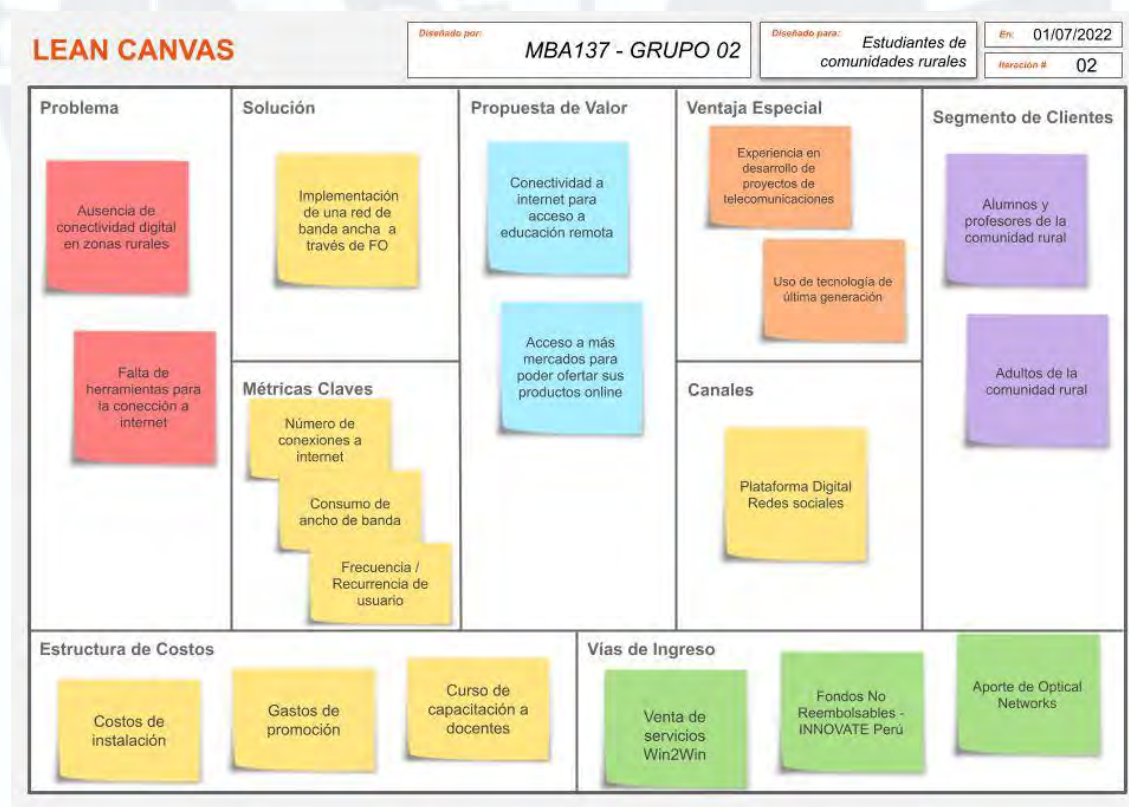 LEAN CANVAS
Diseñado por:
MBA137 - GRUPO 02
Diseñado para:
Estudiantes de
comunidades rurales
En: 01/07/2022
Iteración # 02
Problema
Ausencia de
conectividad digital
en zonas rurales
Falta de
herramientas para
la conección a
internet
Solución
Implementación
de una red de
banda ancha a
través de FO
Métricas Claves
Número de
conexiones a
internet
Consumo de
ancho de banda
Frecuencia /
Recurrencia de
usuario
Propuesta de Valor
Conectividad a
internet para
acceso a
educación remota
Acceso a más
mercados para
poder ofertar sus
productos online
Ventaja Especial
Experiencia en
desarrollo de
proyectos de
telecomunicaciones
Uso de tecnología de
última generación
Canales
Plataforma Digital
Redes sociales
Segmento de Clientes
Alumnos y
profesores de la
comunidad rural
Adultos de la
comunidad rural
Estructura de Costos
Costos de
instalación
Gastos de
promoción
Curso de
capacitación a
docentes
Vías de Ingreso
Venta de
servicios
Win2Win
Fondos No
Reembolsables -
INNOVATE Perú
Aporte de Optical
Networks